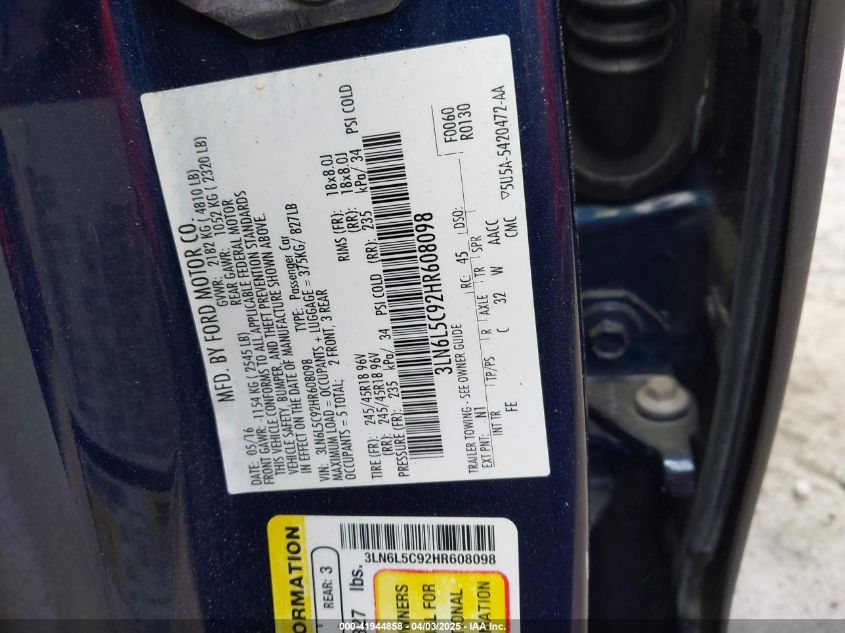 MFD. BY FORD MOTOR CO.
DATE: 05/16 GVWR: 2182 KG ( 4810 LB)
FRONT GAWR: 1154 KG ( 2545 LB) REAR GAWR: 1052 KG ( 2320 LB)
THIS VEHICLE CONFORMS TO ALL APPLICABLE FEDERAL MOTOR
VEHICLE SAFETY, BUMPER, AND THEFT PREVENTION STANDARDS
IN EFFECT ON THE DATE OF MANUFACTURE SHOWN ABOVE.
VIN: 3LN6L5C92HR608098 TYPE: Passenger Car
MAXIMUM LOAD = OCCUPANTS + LUGGAGE = 375KG/ 827LB
OCCUPANTS = 5 TOTAL; 2 FRONT, 3 REAR
TIRE (FR): 245/45R18 96V RIMS (FR): 18x8.0J
(RR): 245/45R18 96V (RR): 18x8.0J
PRESSURE (FR): 235 kPa/ 34 PSI COLD (RR): 235 kPa/ 34 PSI COLD
3LN6L5C92HR608098
F0060
R0130
TRAILER TOWING - SEE OWNER GUIDE RC: 45 DSO:
EXT PNT: N1 TP/PS R AXLE TR SPR
INT TR C 32 W AACC
FE CMC
▽5U5A-5420472-AA
ORMATION
REAR: 3
lbs.
3LN6L5C92HR608098
FOR
041944858 - 04/03/2025 - IAA Inc.